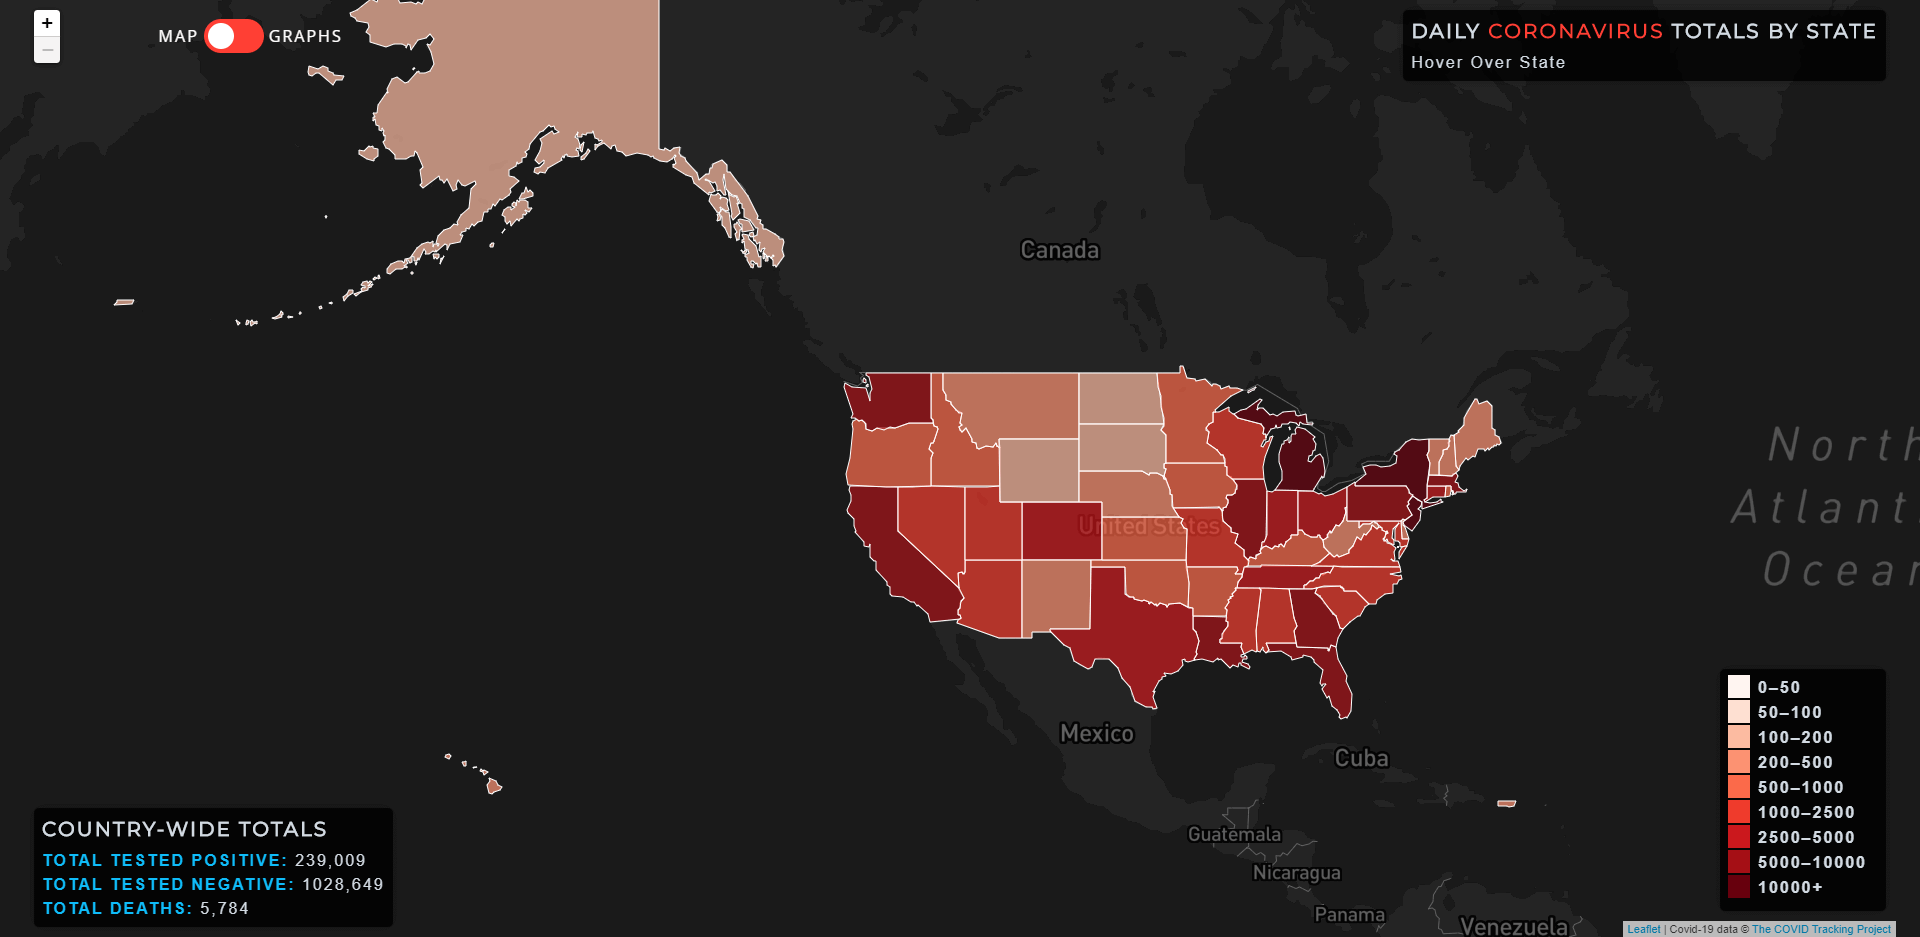 +
−
MAP GRAPHS
DAILY CORONAVIRUS TOTALS BY STATE
Hover Over State
Canada
United States
North
Atlant
Ocear
Mexico
Cuba
Guatemala
Nicaragua
Panama
Venezuela
COUNTRY-WIDE TOTALS
TOTAL TESTED POSITIVE: 239,009
TOTAL TESTED NEGATIVE: 1028,649
TOTAL DEATHS: 5,784
0–50
50–100
100–200
200–500
500–1000
1000–2500
2500–5000
5000–10000
10000+
Leaflet | Covid-19 data © The COVID Tracking Project